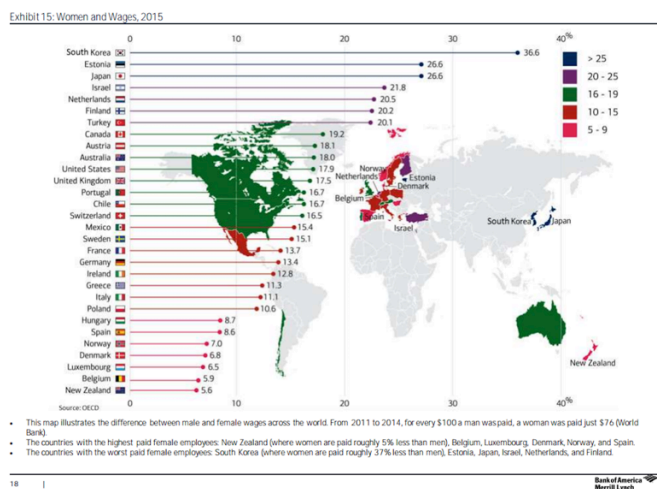 Exhibit 15: Women and Wages, 2015
0 10 20 30 40%
South Korea 36.6
Estonia 26.6
Japan 26.6
Israel 21.8
Netherlands 20.5
Finland 20.2
Turkey 20.1
Canada 19.2
Austria 18.1
Australia 18.0
United States 17.9
United Kingdom 17.5
Portugal 16.7
Chile 16.7
Switzerland 16.5
Mexico 15.4
Sweden 15.1
France 13.7
Germany 13.4
Ireland 12.8
Greece 11.3
Italy 11.1
Poland 10.6
Hungary 8.7
Spain 8.6
Norway 7.0
Denmark 6.8
Luxembourg 6.5
Belgium 5.9
New Zealand 5.6
> 25
20 - 25
16 - 19
10 - 15
5 - 9
Norway
Netherlands
Estonia
Denmark
Belgium
Spain
Israel
South Korea
Japan
New Zealand
Source: OECD
0 10 20 30 40%
• This map illustrates the difference between male and female wages across the world. From 2011 to 2014, for every $100 a man was paid, a woman was paid just $76 (World
Bank).
• The countries with the highest paid female employees: New Zealand (where women are paid roughly 5% less than men), Belgium, Luxembourg, Denmark, Norway, and Spain.
• The countries with the worst paid female employees: South Korea (where women are paid roughly 37% less than men), Estonia, Japan, Israel, Netherlands, and Finland.
18 |
Bank of America
Merrill Lynch